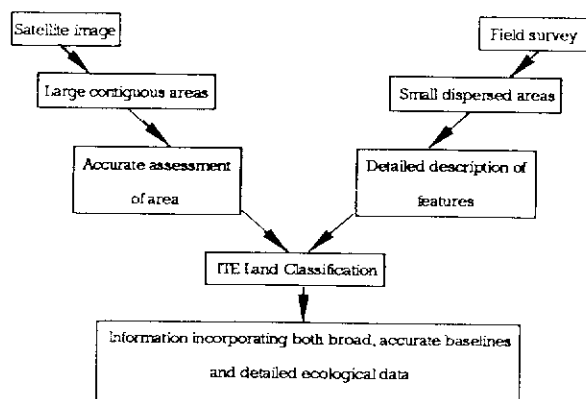 Satellite image
Field survey
Large contiguous areas
Small dispersed areas
Accurate assessment
of area
Detailed description of
features
ITE Land Classification
Information incorporating both broad, accurate baselines
and detailed ecological data